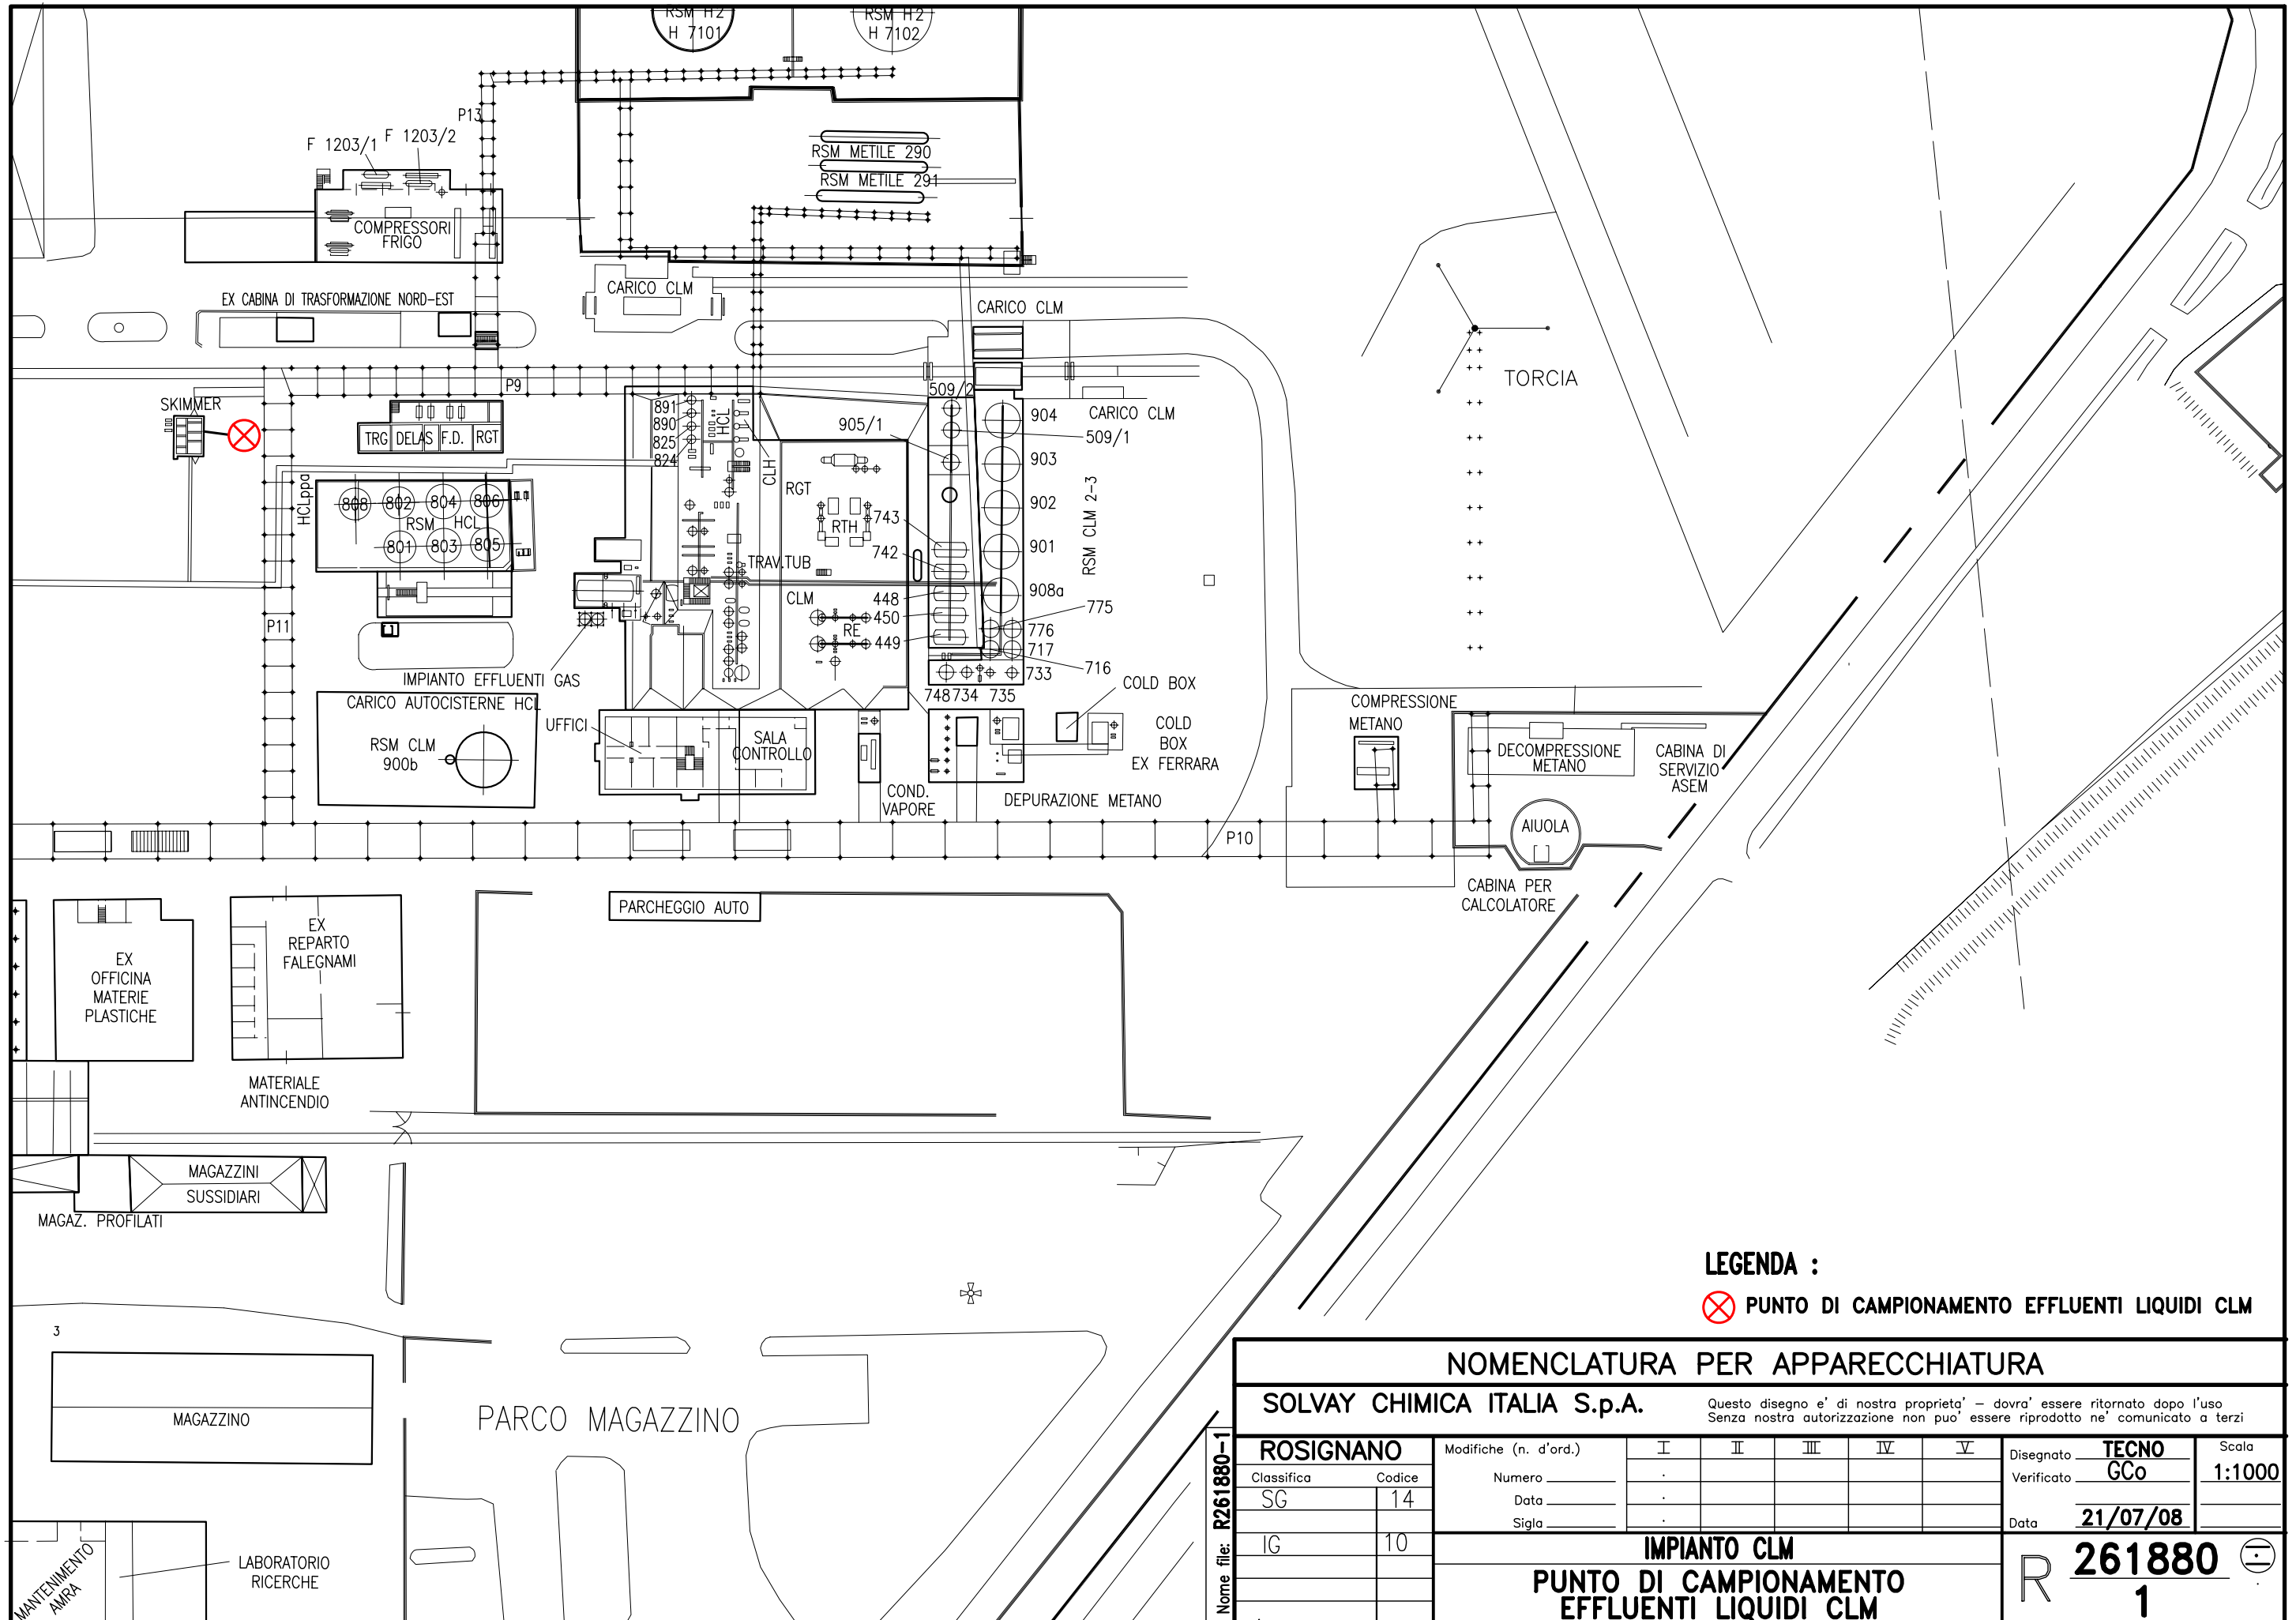 RSM H2
H 7101
RSM H2
H 7102
P13
F 1203/1
F 1203/2
RSM METILE 290
RSM METILE 291
COMPRESSORI
FRIGO
EX CABINA DI TRASFORMAZIONE NORD-EST
CARICO CLM
CARICO CLM
TORCIA
P9
SKIMMER
TRG
DELAS
F.D.
RGT
891
890
825
824
HCL
CLH
905/1
509/2
904
CARICO CLM
509/1
903
902
901
908a
RSM CLM 2-3
HCLppa
808
802
804
806
RSM HCL
801
803
805
RGT
RTH
743
742
TRAV.TUB
CLM
RE
448
450
449
775
776
717
716
733
748
734
735
P11
IMPIANTO EFFLUENTI GAS
CARICO AUTOCISTERNE HCL
RSM CLM
900b
UFFICI
SALA
CONTROLLO
COND.
VAPORE
COLD BOX
COLD
BOX
EX FERRARA
DEPURAZIONE METANO
COMPRESSIONE
METANO
DECOMPRESSIONE
METANO
CABINA DI
SERVIZIO
ASEM
AIUOLA
P10
CABINA PER
CALCOLATORE
PARCHEGGIO AUTO
EX
OFFICINA
MATERIE
PLASTICHE
EX
REPARTO
FALEGNAMI
MATERIALE
ANTINCENDIO
MAGAZZINI
SUSSIDIARI
MAGAZ. PROFILATI
3
MAGAZZINO
PARCO MAGAZZINO
MANTENIMENTO
AMRA
LABORATORIO
RICERCHE
LEGENDA :
PUNTO DI CAMPIONAMENTO EFFLUENTI LIQUIDI CLM
NOMENCLATURA PER APPARECCHIATURA
SOLVAY CHIMICA ITALIA S.p.A.
Questo disegno e' di nostra proprieta' - dovra' essere ritornato dopo l'uso
Senza nostra autorizzazione non puo' essere riprodotto ne' comunicato a terzi
Nome file: R261880-1
ROSIGNANO
Classifica Codice
SG 14
IG 10
Modifiche (n. d'ord.) I II III IV V
Numero
Data
Sigla
Disegnato TECNO
Verificato GCo
Data 21/07/08
Scala
1:1000
IMPIANTO CLM
PUNTO DI CAMPIONAMENTO
EFFLUENTI LIQUIDI CLM
R 261880
1